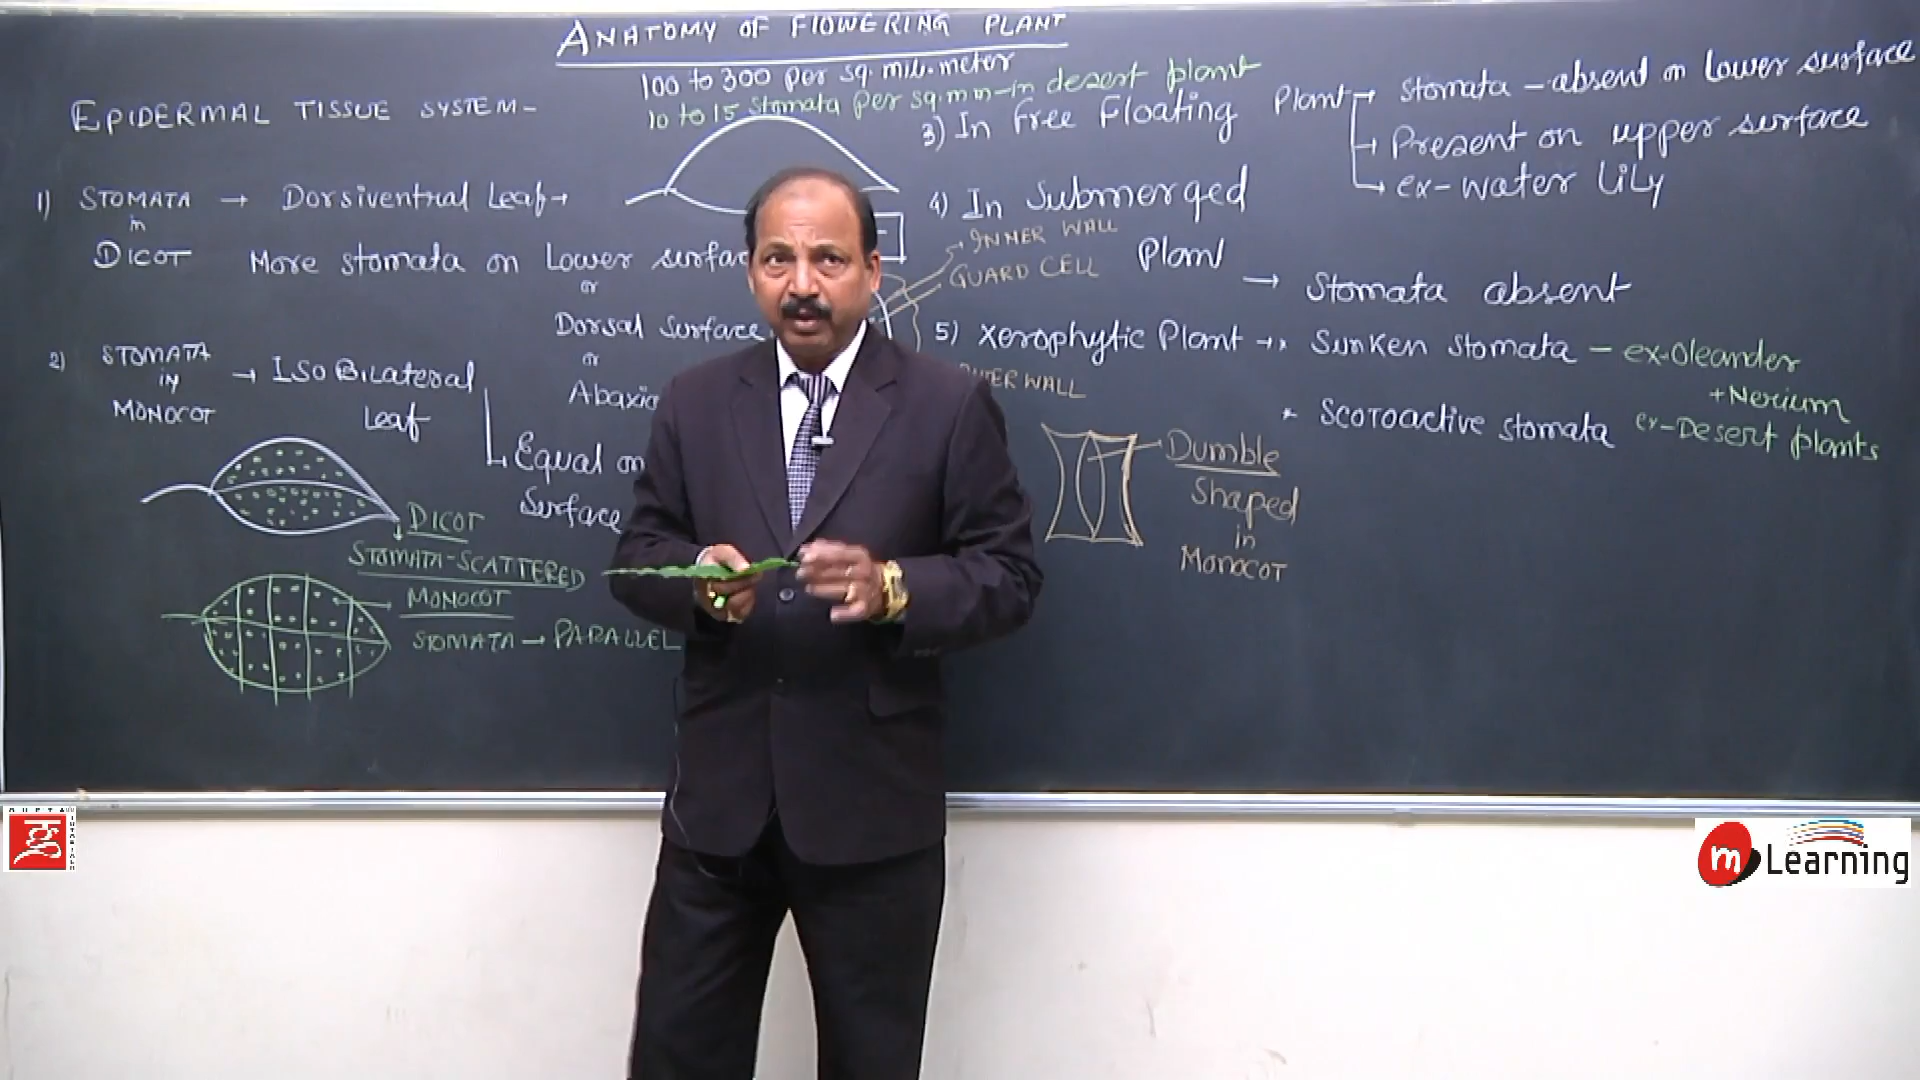 ANATOMY OF FLOWERING PLANT
100 to 300 per sq. mili.meter
10 to 15 stomata per sq.mm-in desert plant
EPIDERMAL TISSUE SYSTEM-
1) STOMATA → Dorsiventral Leaf→
in
DICOT More stomata on Lower surfac
or
Dorsal Surface
or
Abaxia
2) STOMATA → ISoBilateral
in Leaf
MONOCOT
Equal on
Surface
DICOT
STOMATA-SCATTERED
MONOCOT
STOMATA → PARALLEL
3) In Free Floating Plant → Stomata - absent on Lower surface
→ Present on upper surface
→ ex-water lily
4) In Submerged
Plant → Stomata absent
INNER WALL
GUARD CELL
5) Xerophytic Plant → * Sunken stomata - ex-Oleander
+Nerium
* Scotoactive stomata ex-Desert plants
TER WALL
Dumble
Shaped
in
MONOCOT
m Learning